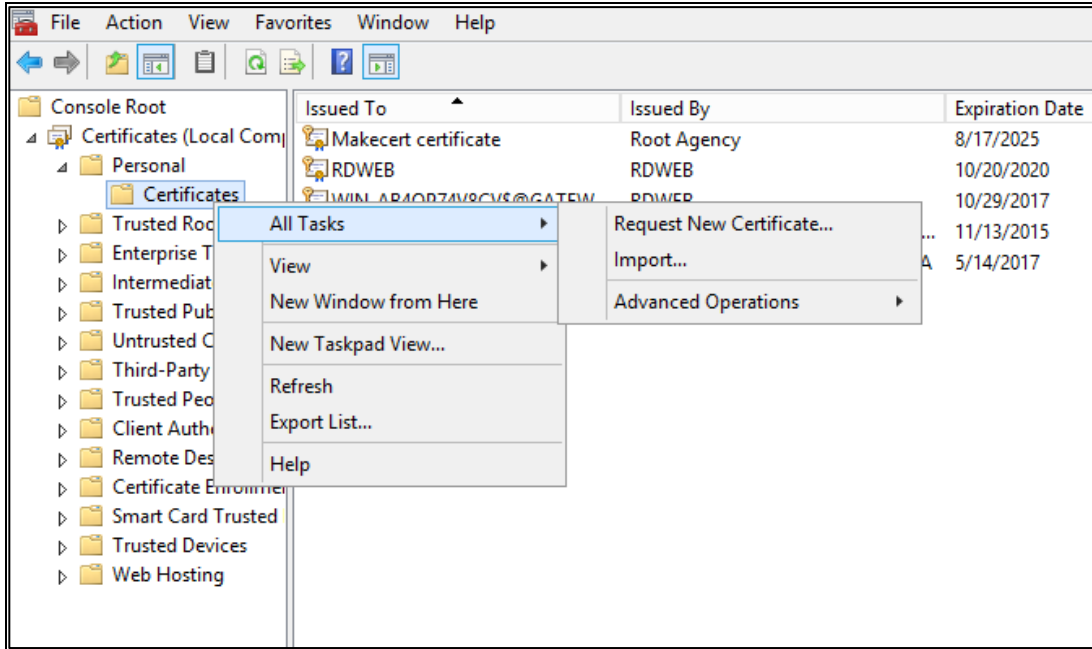 File Action View Favorites Window Help
Console Root
Certificates (Local Comp
Personal
Certificates
Trusted Roo
Enterprise T
Intermediat
Trusted Pub
Untrusted C
Third-Party
Trusted Peo
Client Auth
Remote Des
Certificate Enrollmen
Smart Card Trusted
Trusted Devices
Web Hosting
Issued To Issued By Expiration Date
Makecert certificate Root Agency 8/17/2025
RDWEB RDWEB 10/20/2020
RDWEB 10/29/2017
... 11/13/2015
A 5/14/2017
All Tasks
View
New Window from Here
New Taskpad View...
Refresh
Export List...
Help
Request New Certificate...
Import...
Advanced Operations